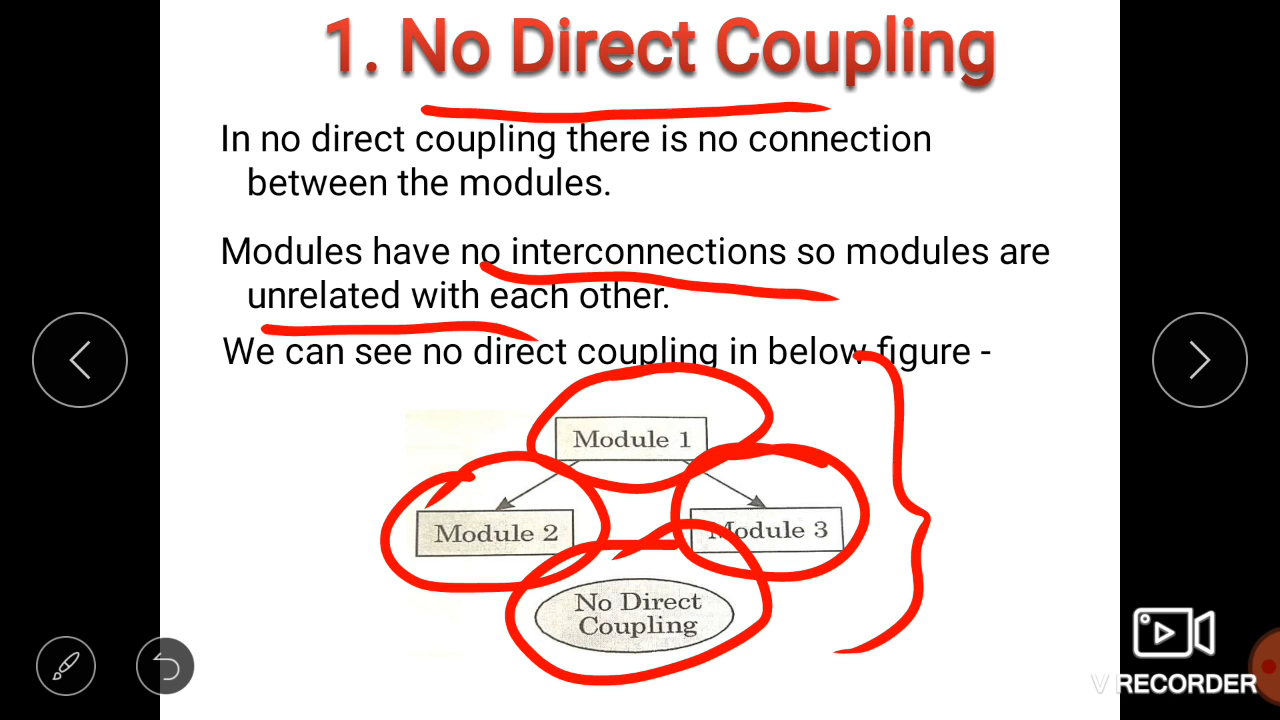 1. No Direct Coupling
In no direct coupling there is no connection
between the modules.
Modules have no interconnections so modules are
unrelated with each other.
We can see no direct coupling in below figure -
Module 1
Module 2
Module 3
No Direct
Coupling
V RECORDER